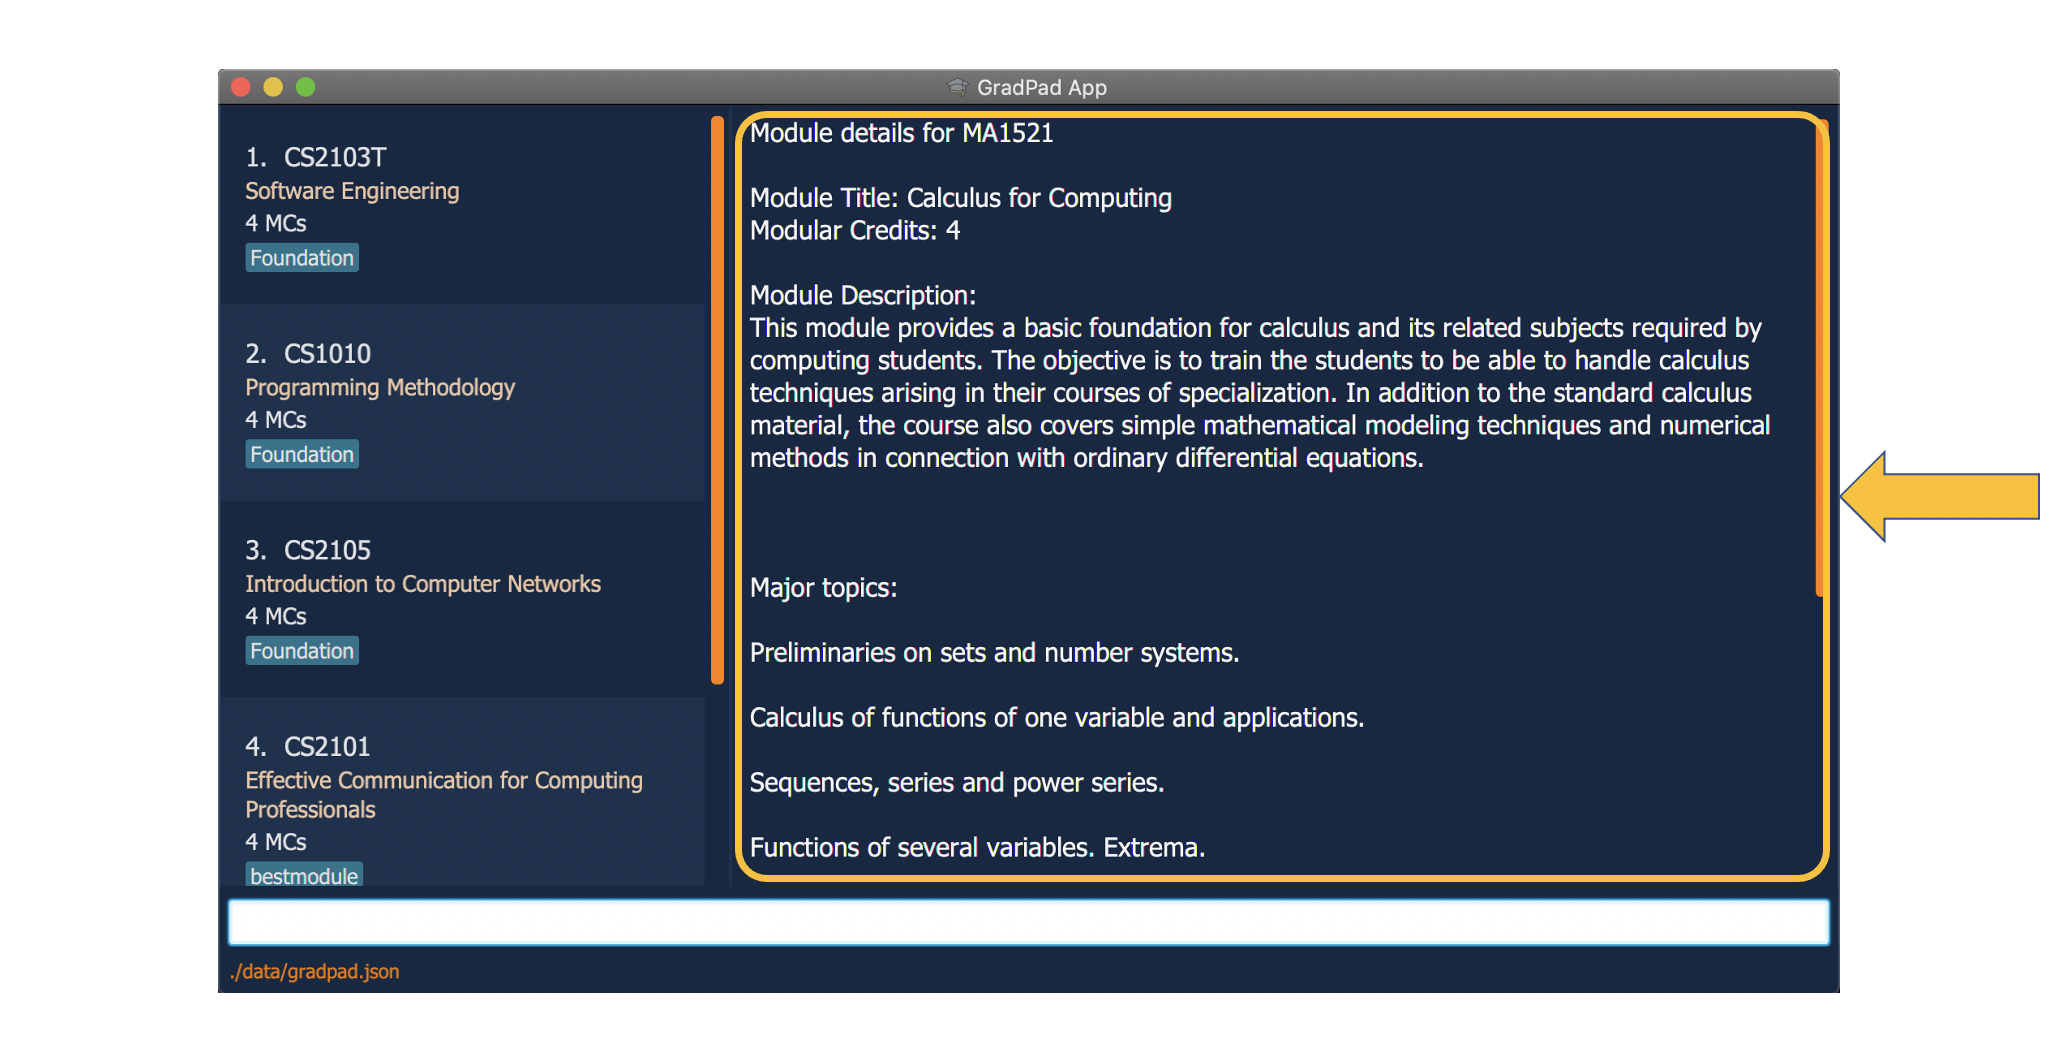 GradPad App
1. CS2103T
Software Engineering
4 MCs
Foundation
2. CS1010
Programming Methodology
4 MCs
Foundation
3. CS2105
Introduction to Computer Networks
4 MCs
Foundation
4. CS2101
Effective Communication for Computing
Professionals
4 MCs
bestmodule
Module details for MA1521
Module Title: Calculus for Computing
Modular Credits: 4
Module Description:
This module provides a basic foundation for calculus and its related subjects required by
computing students. The objective is to train the students to be able to handle calculus
techniques arising in their courses of specialization. In addition to the standard calculus
material, the course also covers simple mathematical modeling techniques and numerical
methods in connection with ordinary differential equations.
Major topics:
Preliminaries on sets and number systems.
Calculus of functions of one variable and applications.
Sequences, series and power series.
Functions of several variables. Extrema.
./data/gradpad.json